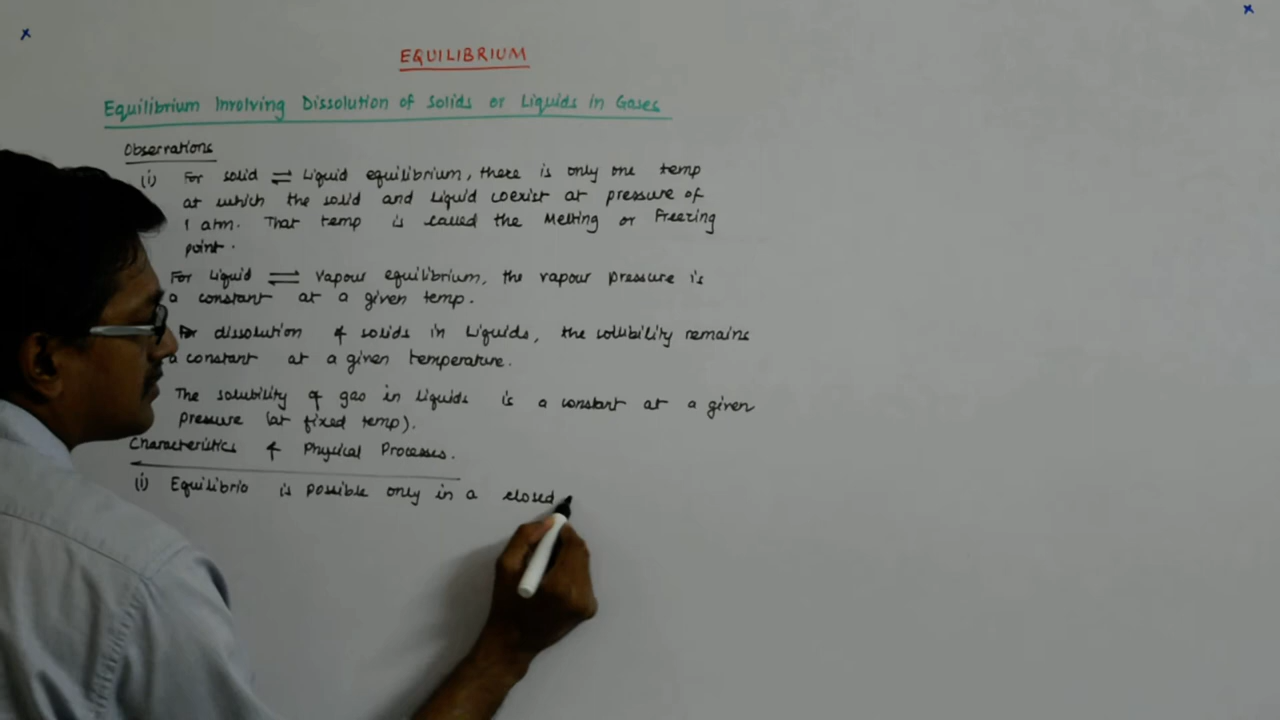 EQUILIBRIUM
Equilibrium Involving Dissolution of Solids or Liquids in Gases
Observations
(i) For solid ⇌ Liquid equilibrium, there is only one temp
at which the solid and Liquid coexist at pressure of
1 atm. That temp is called the Melting or Freezing
point.
For Liquid ⇌ Vapour equilibrium, the vapour pressure is
a constant at a given temp.
For dissolution of solids in Liquids, the solubility remains
a constant at a given temperature.
The solubility of gas in Liquids is a constant at a given
Pressure (at fixed temp).
Characteristics of Physical Processes.
(i) Equilibrio is possible only in a closed